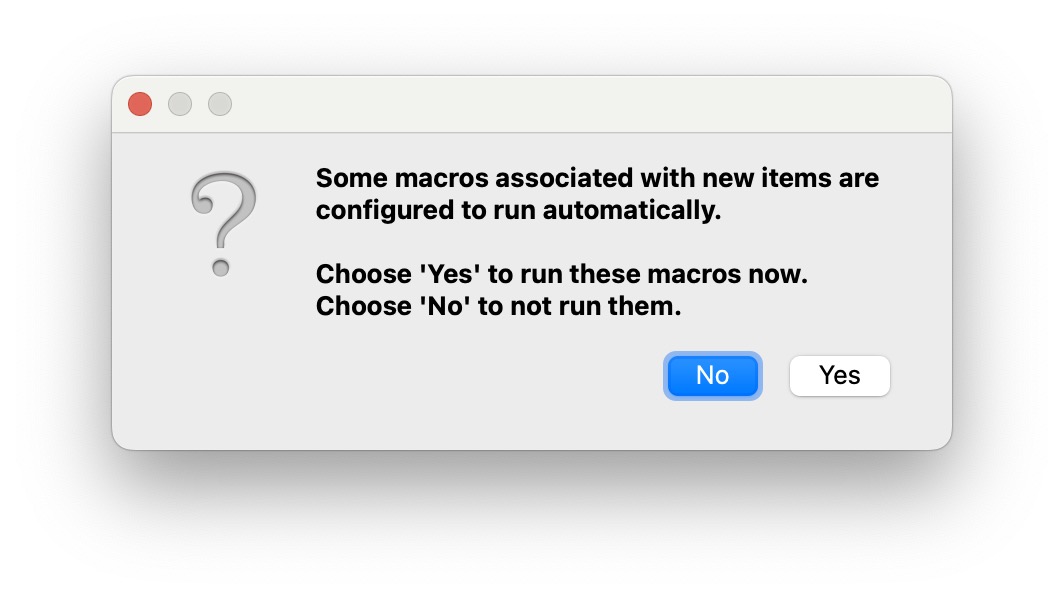 Some macros associated with new items are
configured to run automatically.
Choose 'Yes' to run these macros now.
Choose 'No' to not run them.
No
Yes